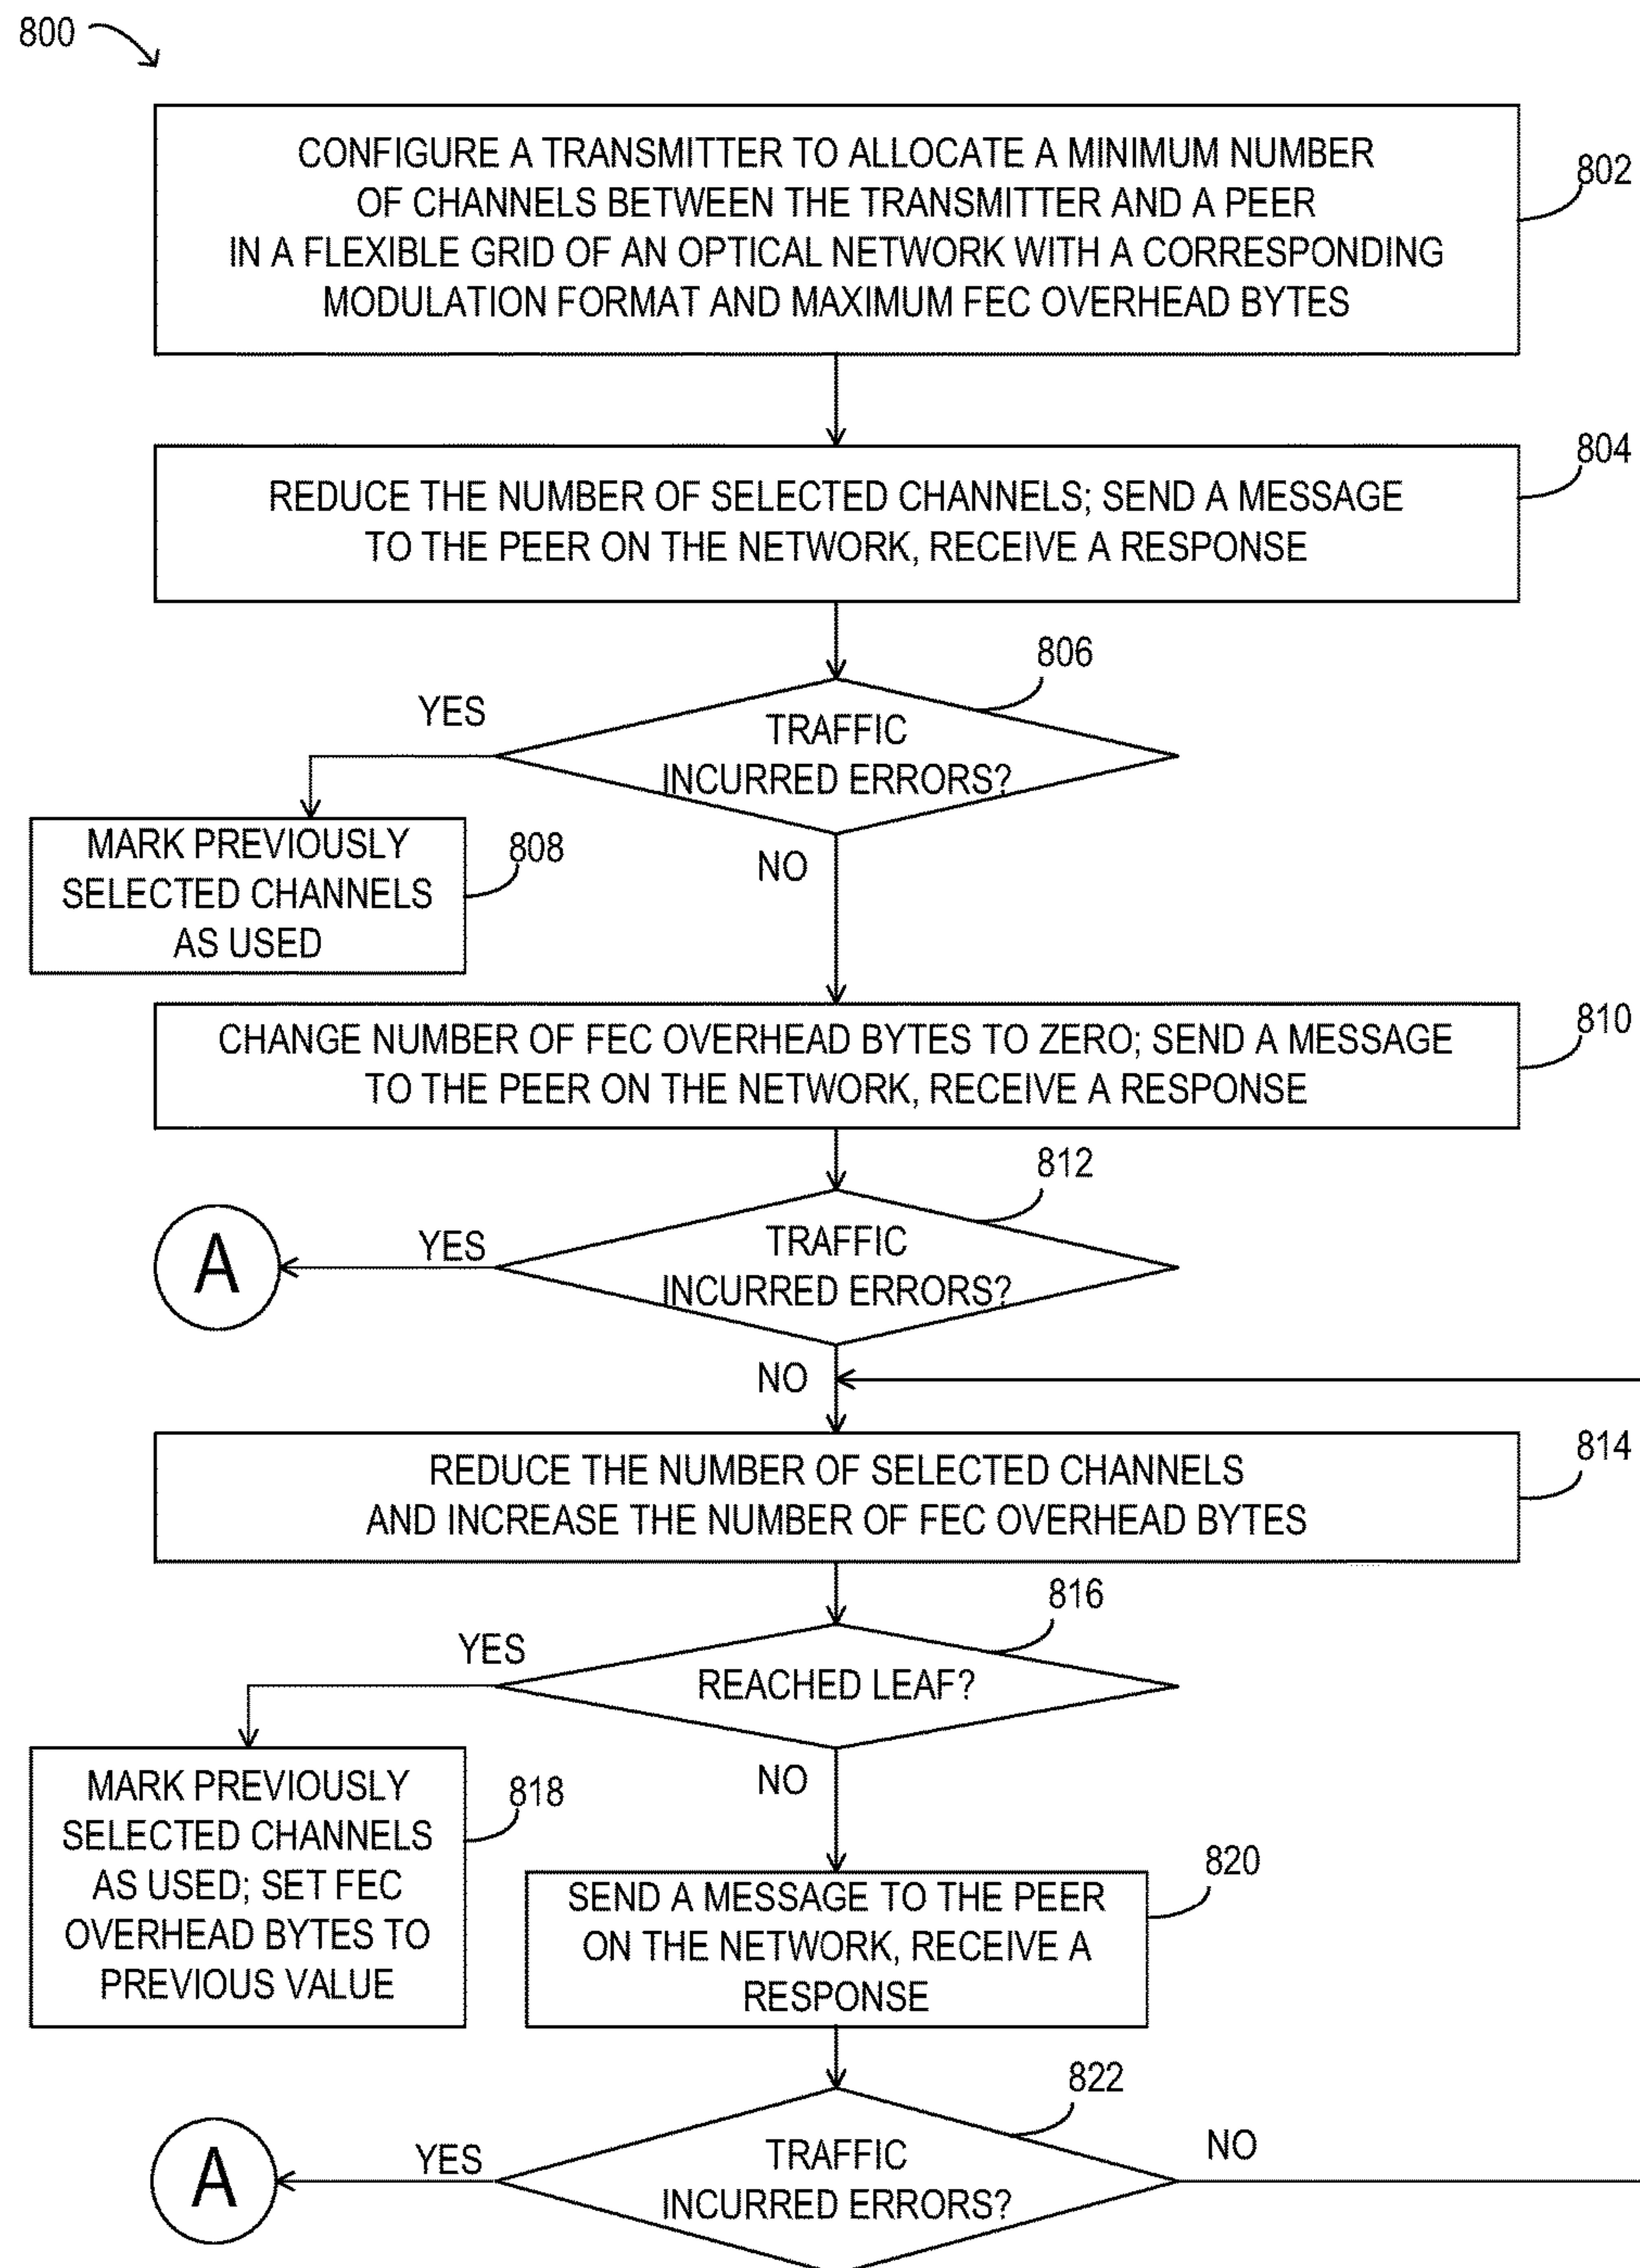 800
CONFIGURE A TRANSMITTER TO ALLOCATE A MINIMUM NUMBER
OF CHANNELS BETWEEN THE TRANSMITTER AND A PEER
IN A FLEXIBLE GRID OF AN OPTICAL NETWORK WITH A CORRESPONDING
MODULATION FORMAT AND MAXIMUM FEC OVERHEAD BYTES
802
REDUCE THE NUMBER OF SELECTED CHANNELS; SEND A MESSAGE
TO THE PEER ON THE NETWORK, RECEIVE A RESPONSE
804
806
YES
TRAFFIC
INCURRED ERRORS?
MARK PREVIOUSLY
SELECTED CHANNELS
AS USED
808
NO
CHANGE NUMBER OF FEC OVERHEAD BYTES TO ZERO; SEND A MESSAGE
TO THE PEER ON THE NETWORK, RECEIVE A RESPONSE
810
812
A
YES
TRAFFIC
INCURRED ERRORS?
NO
REDUCE THE NUMBER OF SELECTED CHANNELS
AND INCREASE THE NUMBER OF FEC OVERHEAD BYTES
814
816
YES
REACHED LEAF?
MARK PREVIOUSLY
SELECTED CHANNELS
AS USED; SET FEC
OVERHEAD BYTES TO
PREVIOUS VALUE
818
NO
820
SEND A MESSAGE TO THE PEER
ON THE NETWORK, RECEIVE A
RESPONSE
822
A
YES
TRAFFIC
INCURRED ERRORS?
NO